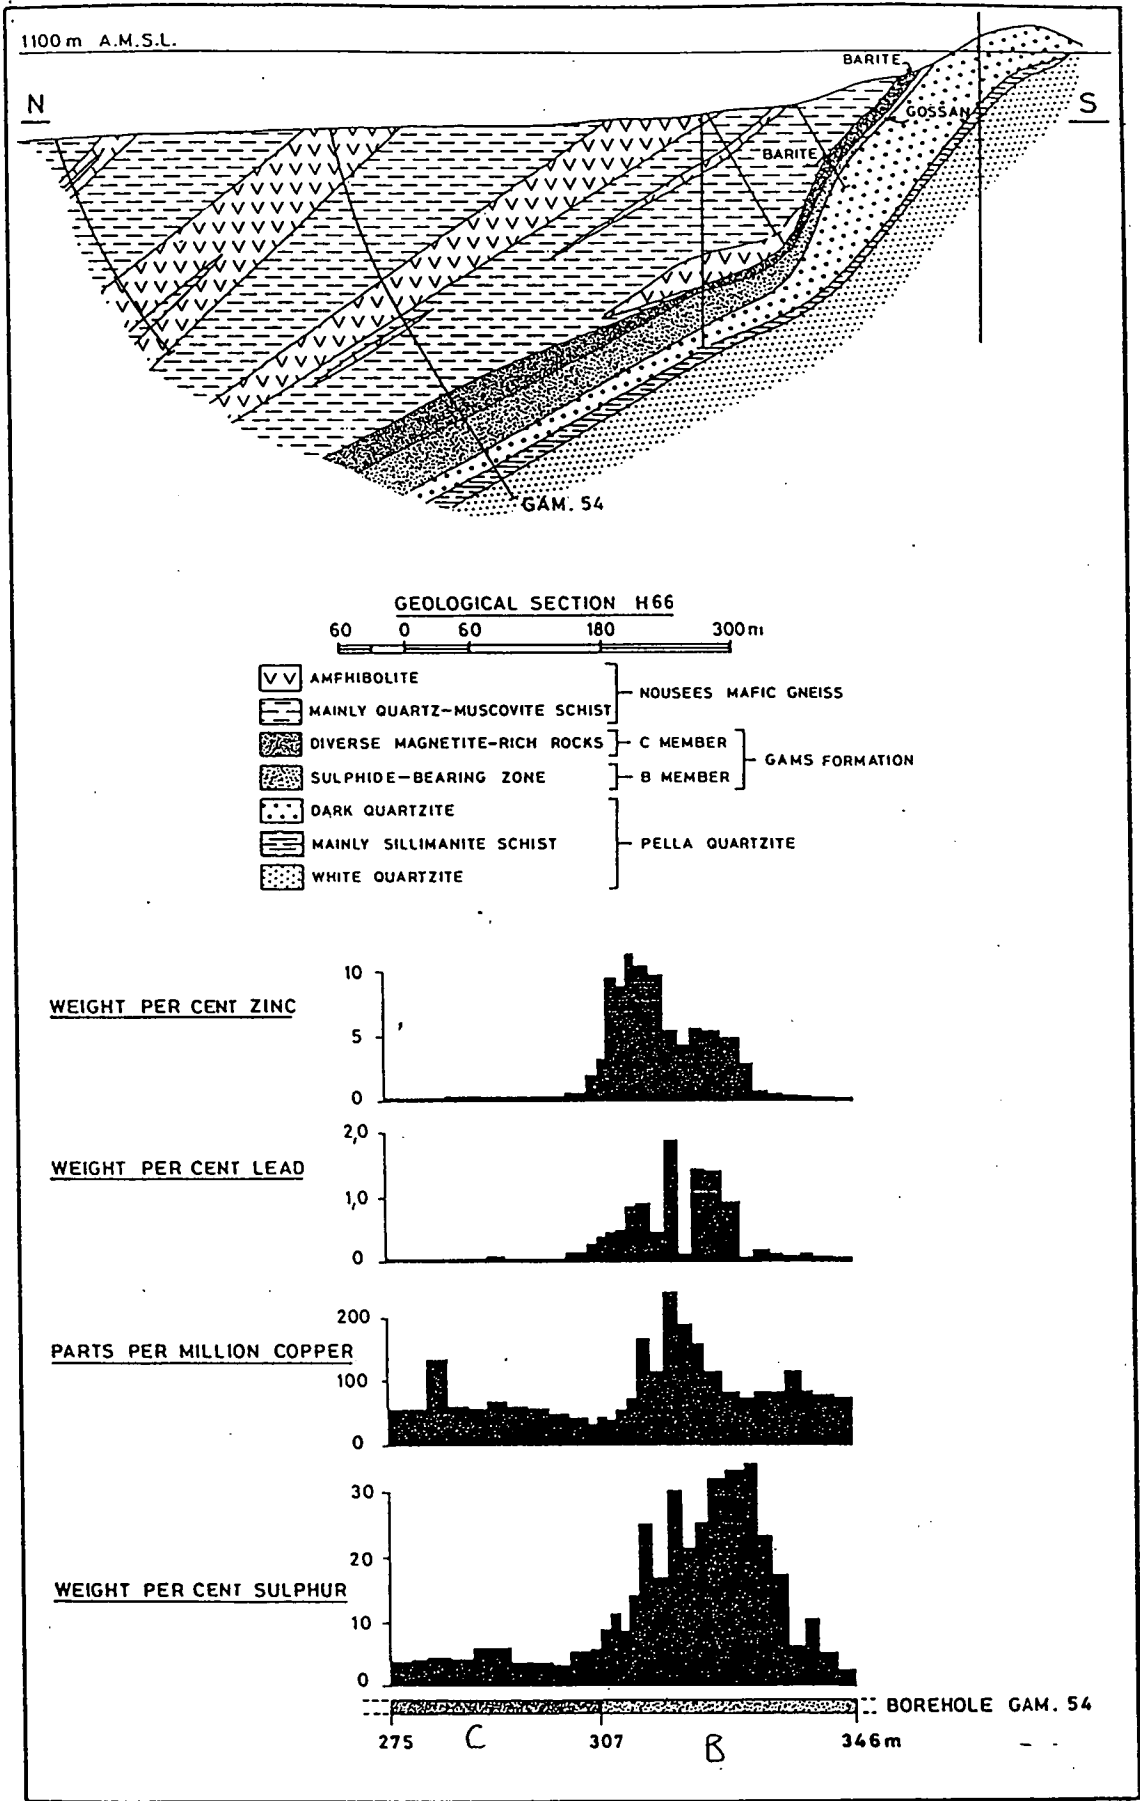 1100 m A.M.S.L.
N
BARITE
GOSSAN
S
BARITE
GAM. 54
GEOLOGICAL SECTION H66
60 0 60 180 300m
AMPHIBOLITE
NOUSEES MAFIC GNEISS
MAINLY QUARTZ-MUSCOVITE SCHIST
DIVERSE MAGNETITE-RICH ROCKS
C MEMBER
GAMS FORMATION
SULPHIDE-BEARING ZONE
B MEMBER
DARK QUARTZITE
MAINLY SILLIMANITE SCHIST
PELLA QUARTZITE
WHITE QUARTZITE
WEIGHT PER CENT ZINC
10
5
0
WEIGHT PER CENT LEAD
2,0
1,0
0
PARTS PER MILLION COPPER
200
100
0
WEIGHT PER CENT SULPHUR
30
20
10
0
BOREHOLE GAM. 54
275 C 307 B 346m